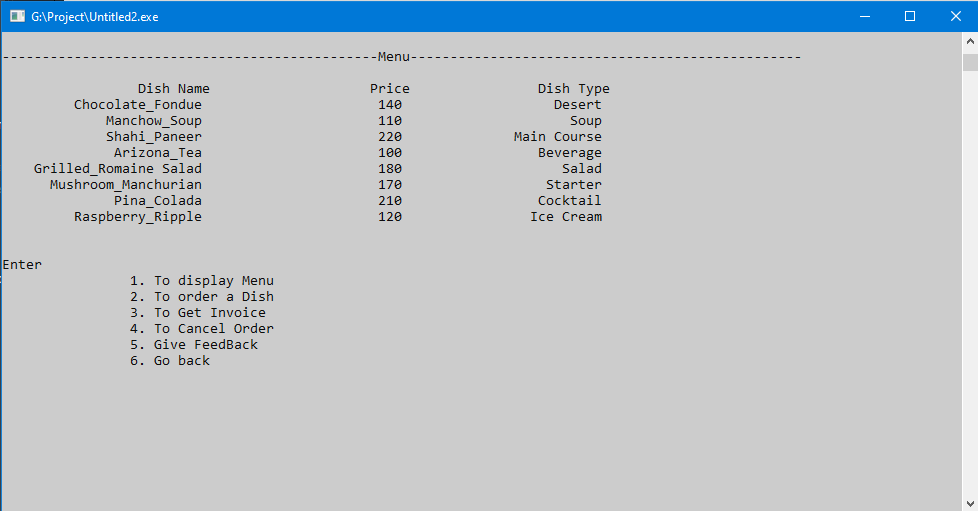 G:\Project\Untitled2.exe
-----------------------------------------------Menu-------------------------------------------------
Dish Name Price Dish Type
Chocolate_Fondue 140 Desert
Manchow_Soup 110 Soup
Shahi_Paneer 220 Main Course
Arizona_Tea 100 Beverage
Grilled_Romaine Salad 180 Salad
Mushroom_Manchurian 170 Starter
Pina_Colada 210 Cocktail
Raspberry_Ripple 120 Ice Cream
Enter
1. To display Menu
2. To order a Dish
3. To Get Invoice
4. To Cancel Order
5. Give FeedBack
6. Go back